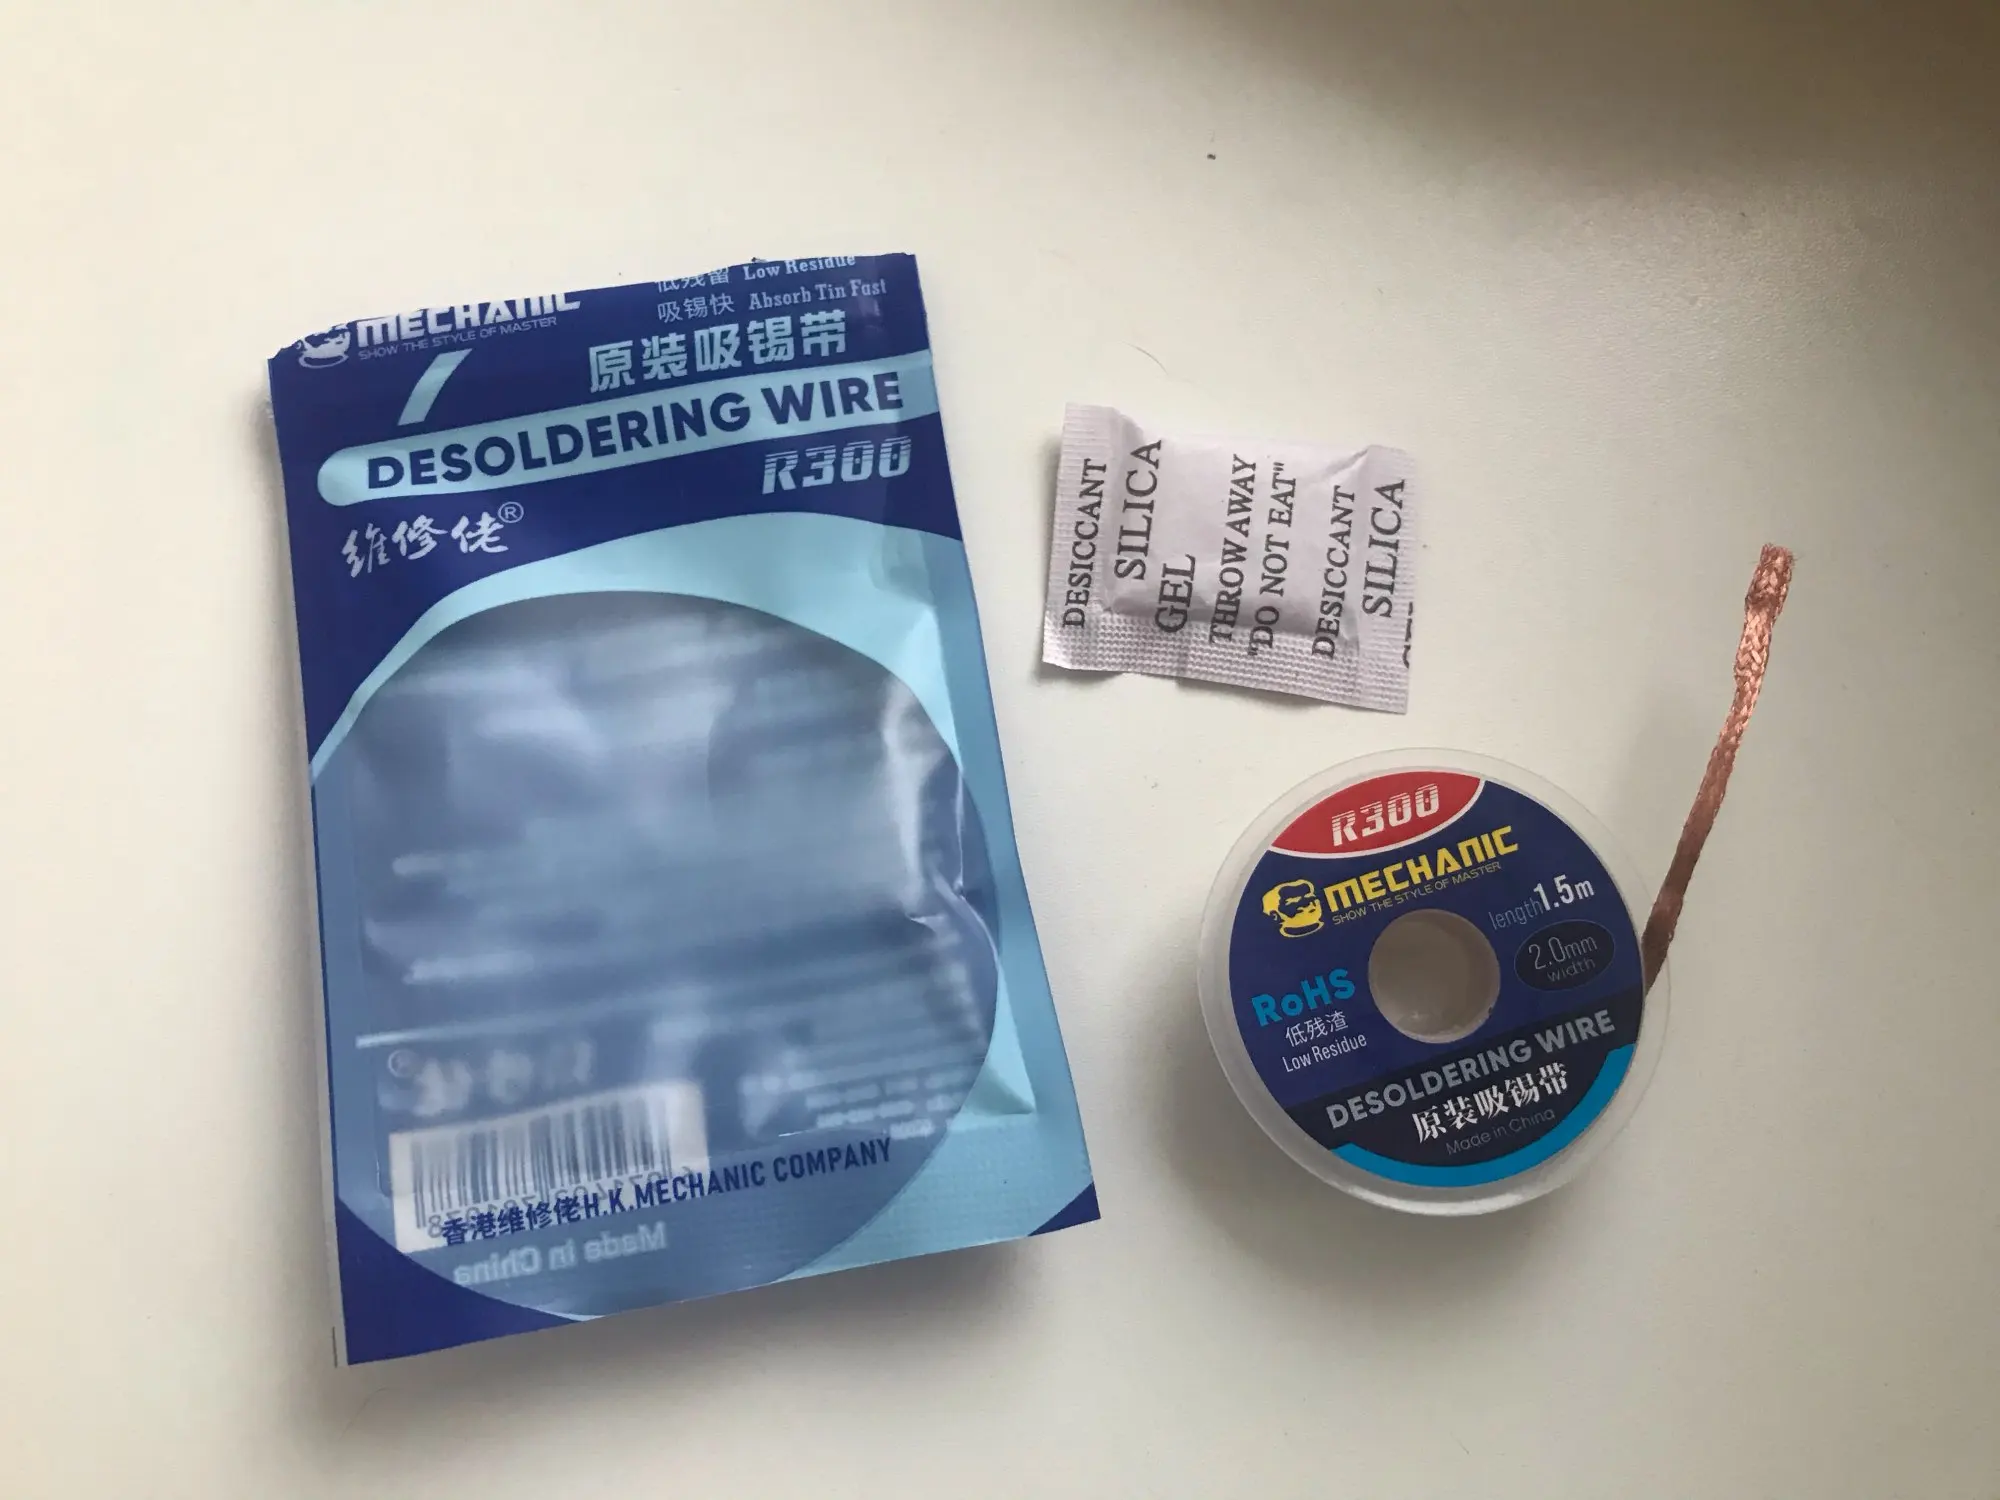 低残留 Low Residue
吸锡快 Absorb Tin Fast
MECHANIC
SHOW THE STYLE OF MASTER
原装吸锡带
DESOLDERING WIRE
R300
维修佬®
香港维修佬H.K.MECHANIC COMPANY
Made in China
DESICCANT
SILICA
GEL
THROWAWAY
"DO NOT EAT"
DESICCANT
SILICA
R300
MECHANIC
SHOW THE STYLE OF MASTER
length1.5m
2.0mm
width
RoHS
低残渣
Low Residue
DESOLDERING WIRE
原装吸锡带
Made in China